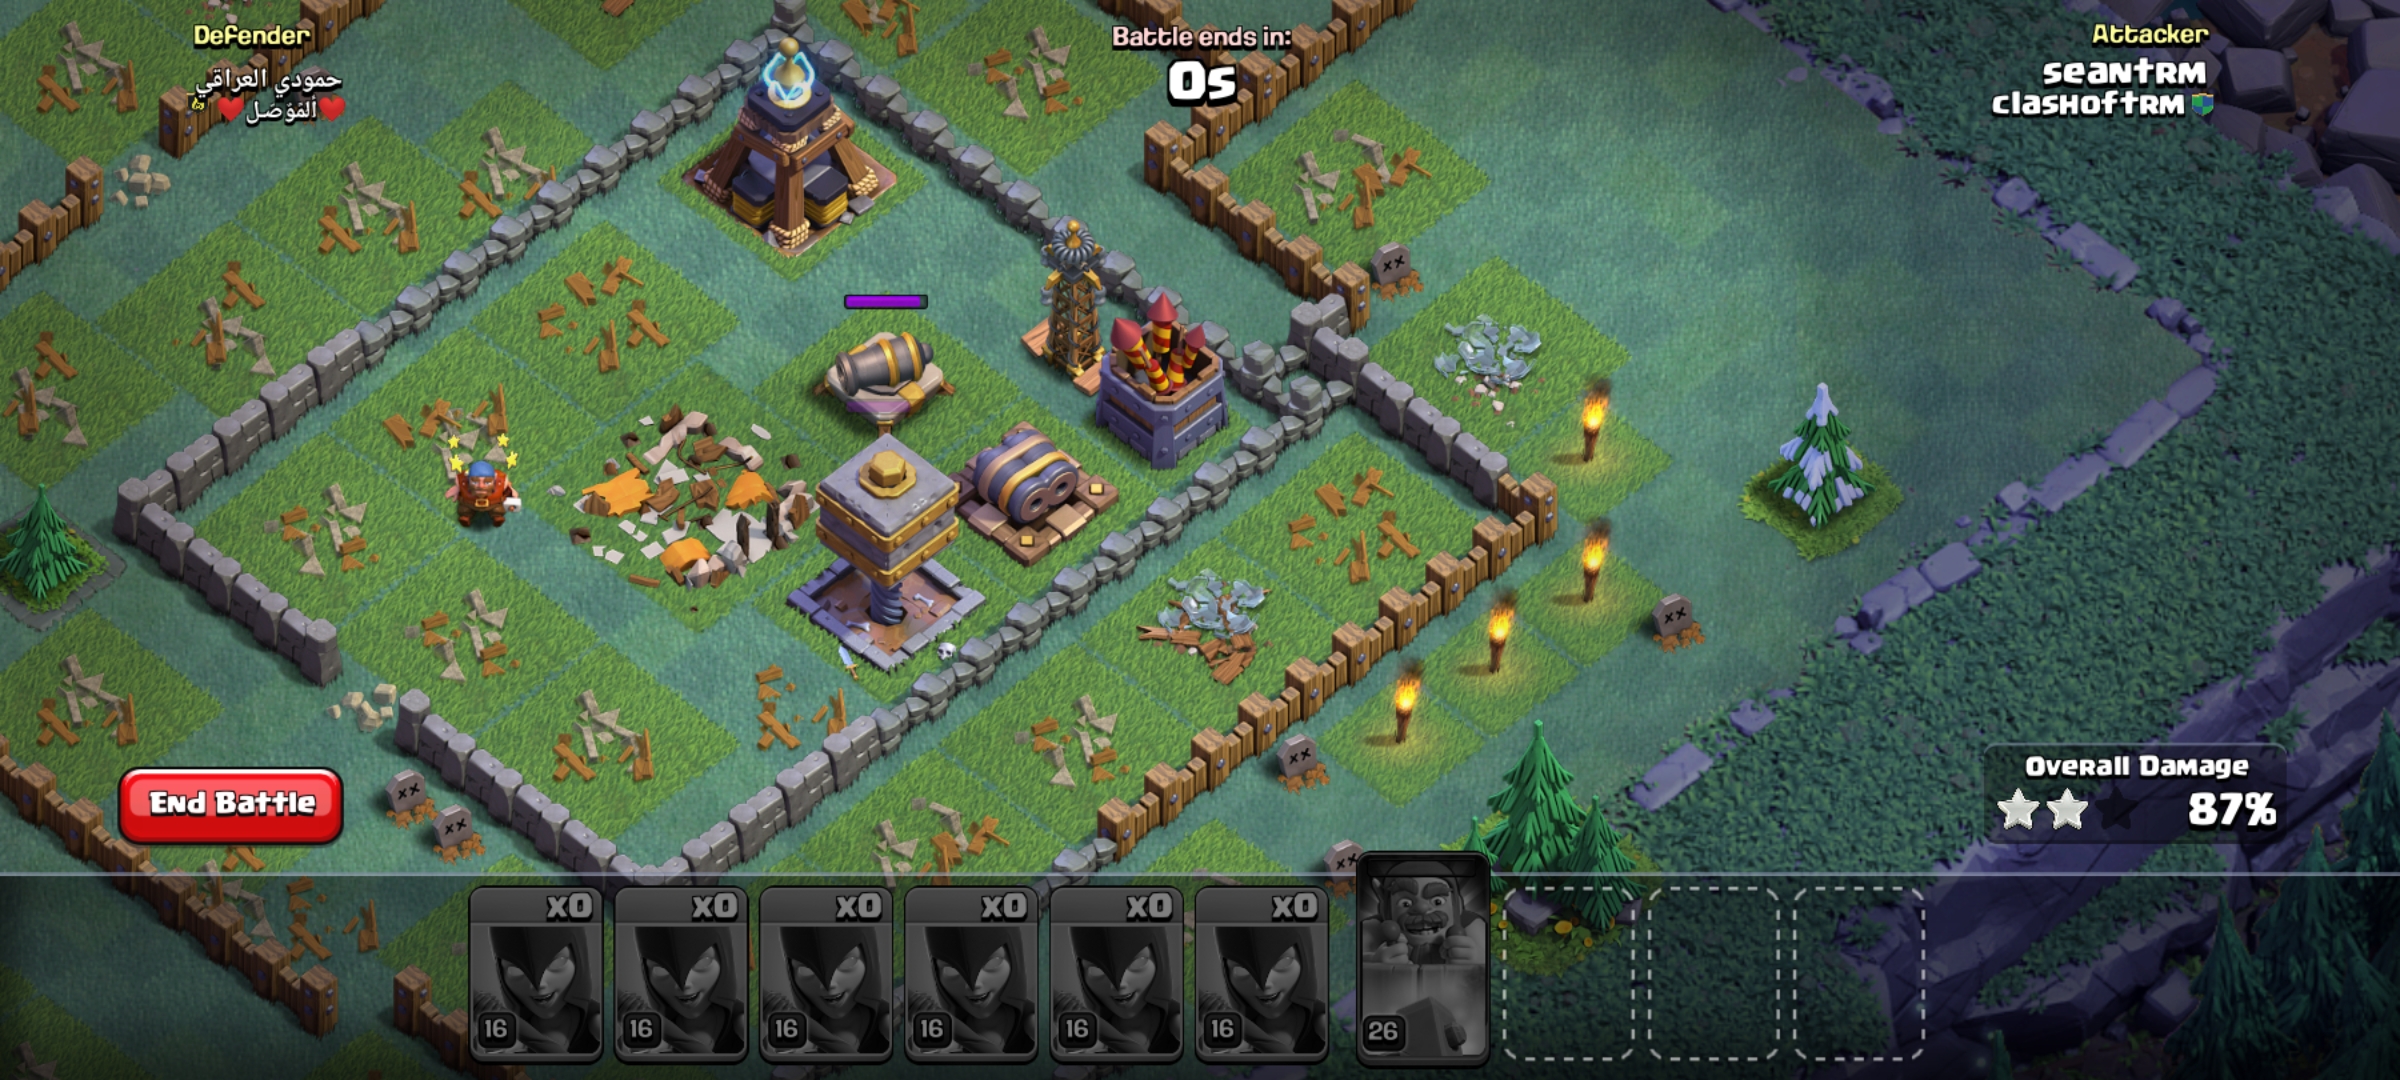 Defender
حمودي العراقي
❤️ألمُوٌصَل❤️
Battle ends in:
0s
Attacker
seantRM
clashoftRM
End Battle
Overall Damage
87%
x0
x0
x0
x0
x0
x0
16
16
16
16
16
16
26